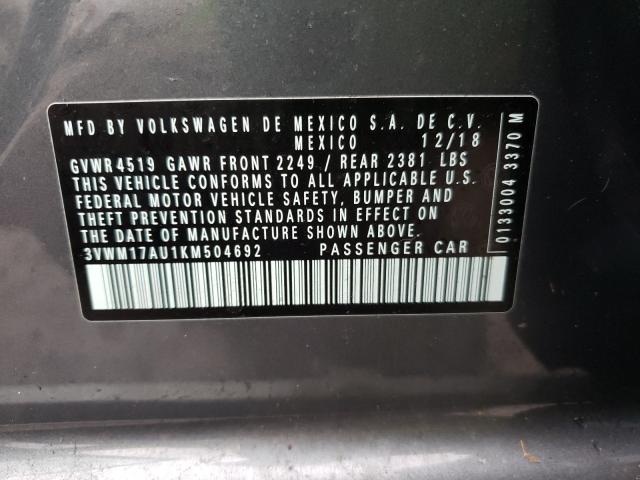 MFD BY VOLKSWAGEN DE MEXICO S.A. DE C.V.
MEXICO 12/18
GVWR4519 GAWR FRONT 2249 / REAR 2381 LBS
THIS VEHICLE CONFORMS TO ALL APPLICABLE U.S.
FEDERAL MOTOR VEHICLE SAFETY, BUMPER AND
THEFT PREVENTION STANDARDS IN EFFECT ON
THE DATE OF MANUFACTURE SHOWN ABOVE.
3VWM17AU1KM504692 PASSENGER CAR
0133004 3370 M